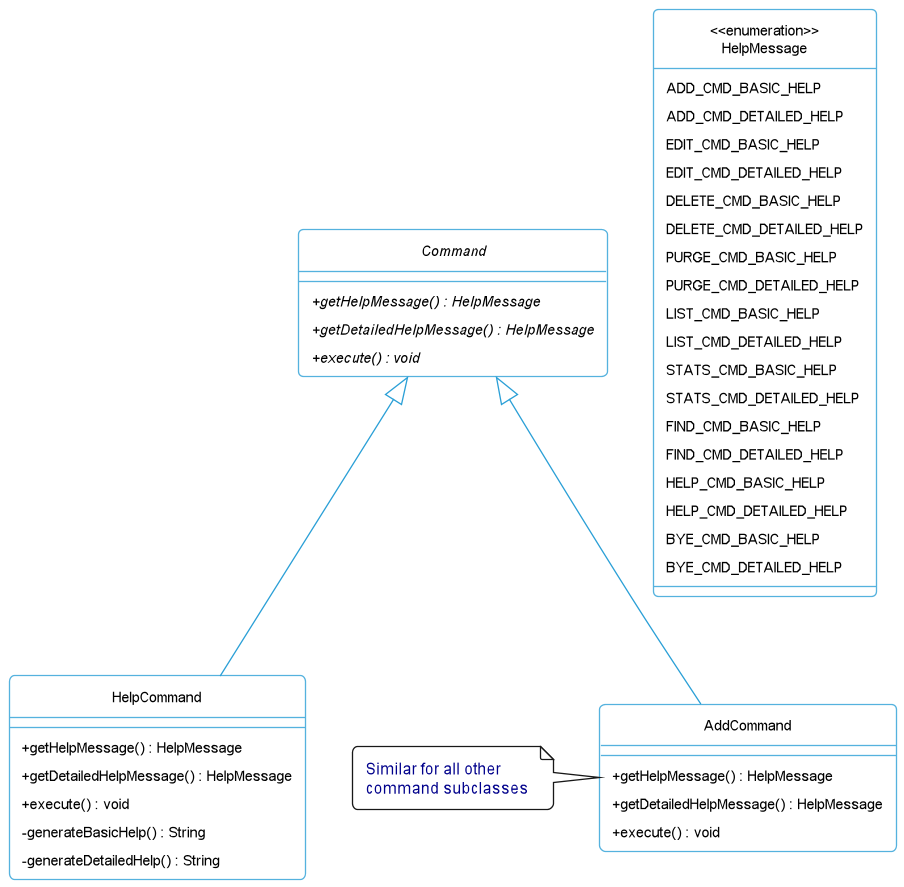 <<enumeration>>
HelpMessage
ADD_CMD_BASIC_HELP
ADD_CMD_DETAILED_HELP
EDIT_CMD_BASIC_HELP
EDIT_CMD_DETAILED_HELP
DELETE_CMD_BASIC_HELP
DELETE_CMD_DETAILED_HELP
PURGE_CMD_BASIC_HELP
PURGE_CMD_DETAILED_HELP
LIST_CMD_BASIC_HELP
LIST_CMD_DETAILED_HELP
STATS_CMD_BASIC_HELP
STATS_CMD_DETAILED_HELP
FIND_CMD_BASIC_HELP
FIND_CMD_DETAILED_HELP
HELP_CMD_BASIC_HELP
HELP_CMD_DETAILED_HELP
BYE_CMD_BASIC_HELP
BYE_CMD_DETAILED_HELP
Command
+getHelpMessage() : HelpMessage
+getDetailedHelpMessage() : HelpMessage
+execute() : void
HelpCommand
+getHelpMessage() : HelpMessage
+getDetailedHelpMessage() : HelpMessage
+execute() : void
-generateBasicHelp() : String
-generateDetailedHelp() : String
Similar for all other
command subclasses
AddCommand
+getHelpMessage() : HelpMessage
+getDetailedHelpMessage() : HelpMessage
+execute() : void